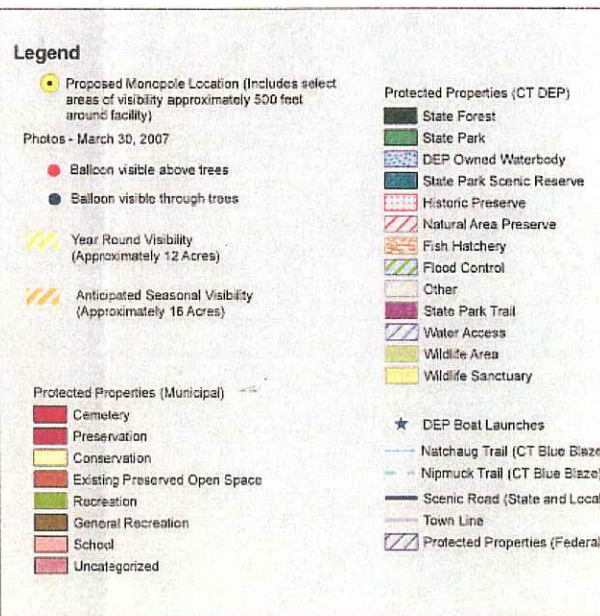 Legend
Proposed Monopole Location (Includes select
areas of visibility approximately 500 feet
around facility)
Photos - March 30, 2007
Balloon visible above trees
Balloon visible through trees
Year Round Visibility
(Approximately 12 Acres)
Anticipated Seasonal Visibility
(Approximately 16 Acres)
Protected Properties (Municipal)
Cemetery
Preservation
Conservation
Existing Preserved Open Space
Recreation
General Recreation
School
Uncategorized
Protected Properties (CT DEP)
State Forest
State Park
DEP Owned Waterbody
State Park Scenic Reserve
Historic Preserve
Natural Area Preserve
Fish Hatchery
Flood Control
Other
State Park Trail
Water Access
Wildlife Area
Wildlife Sanctuary
DEP Boat Launches
Natchaug Trail (CT Blue Blaze
Nipmuck Trail (CT Blue Blaze)
Scenic Road (State and Local
Town Line
Protected Properties (Federal